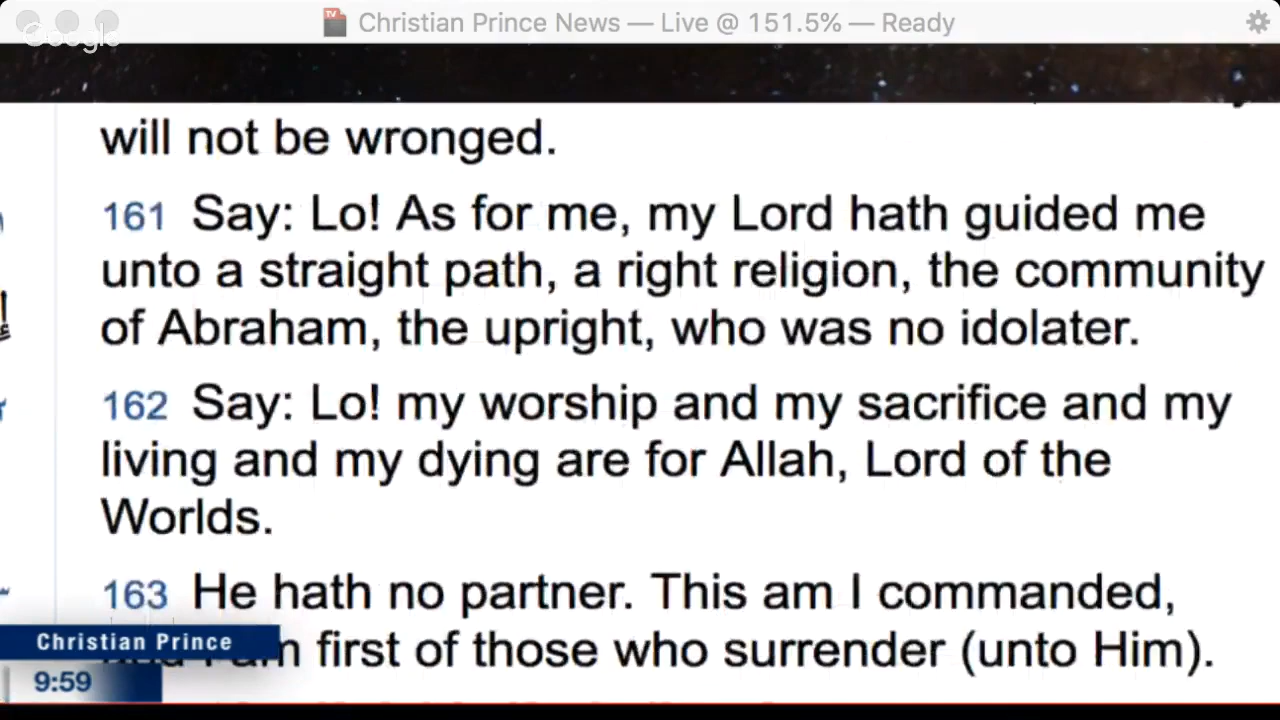 Christian Prince News — Live @ 151.5% — Ready
Google
will not be wronged.
161 Say: Lo! As for me, my Lord hath guided me
unto a straight path, a right religion, the community
of Abraham, the upright, who was no idolater.
162 Say: Lo! my worship and my sacrifice and my
living and my dying are for Allah, Lord of the
Worlds.
163 He hath no partner. This am I commanded,
first of those who surrender (unto Him).
Christian Prince
9:59